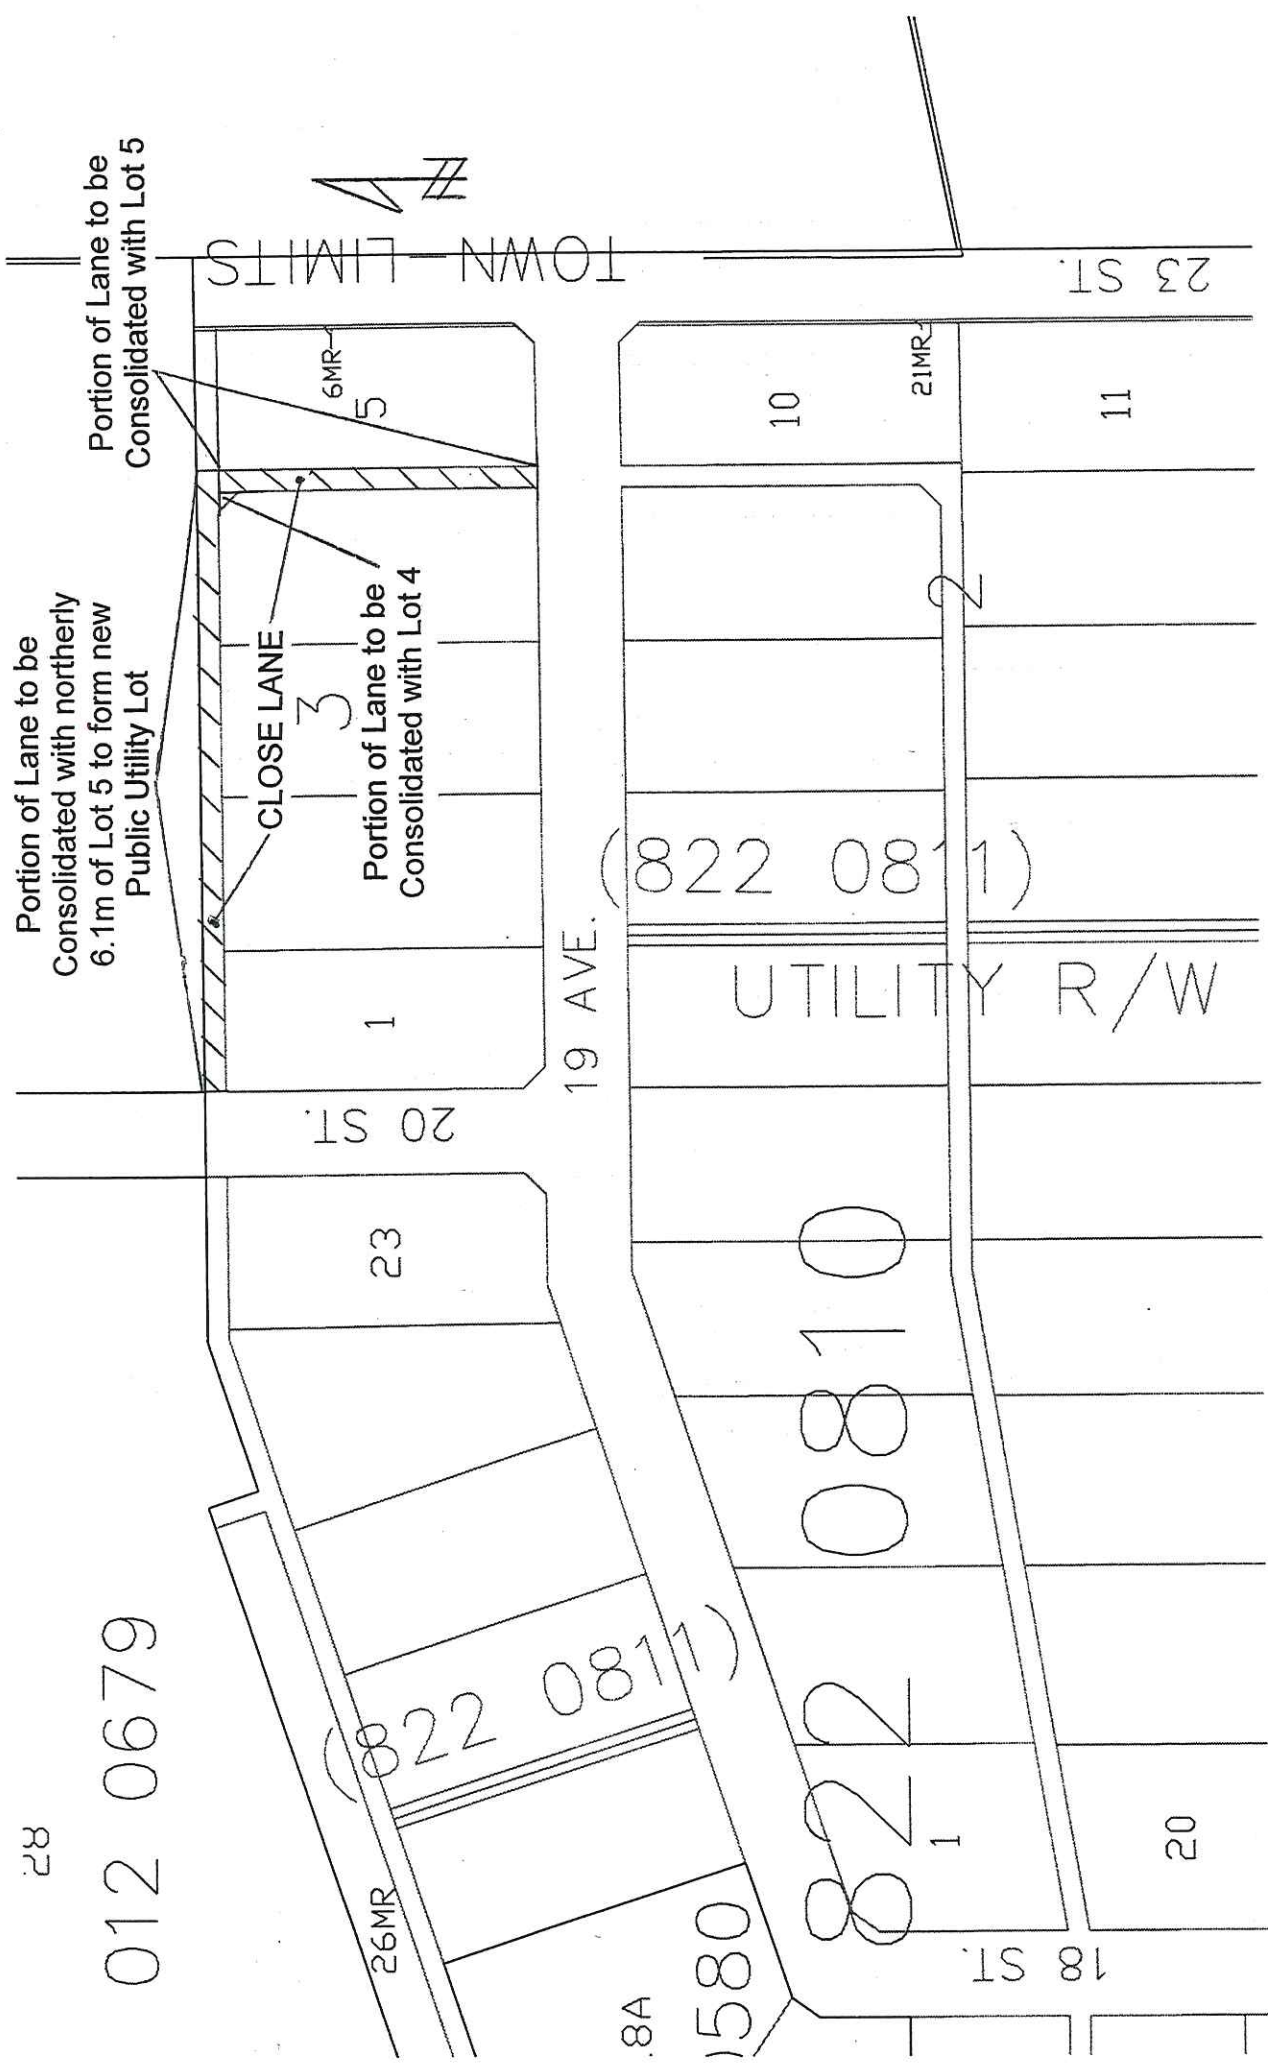 Portion of Lane to be
Consolidated with northerly
6.1m of Lot 5 to form new
Public Utility Lot
Portion of Lane to be
Consolidated with Lot 5
CLOSE LANE
Portion of Lane to be
Consolidated with Lot 4
TOWN LIMITS
N
28
012 0679
26MR
23
20 ST.
1
3
5
6MR
19 AVE.
(822 0811)
(822 0811)
UTILITY R/W
10
21MR
23 ST.
2
11
822 0810
.8A
0580
1
18 ST.
20